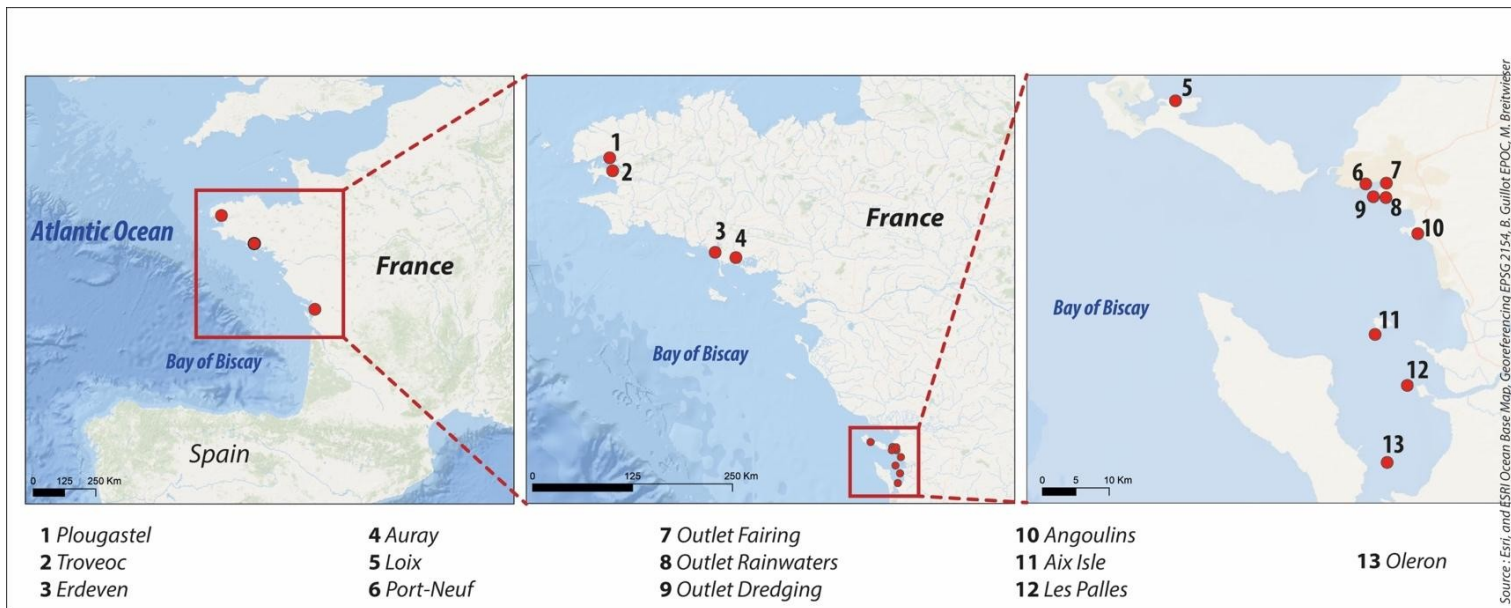 Atlantic Ocean
France
Bay of Biscay
Spain
0 125 250 Km
1
2
3
4
France
Bay of Biscay
0 125 250 Km
5
6
7
9
8
10
Bay of Biscay
11
12
13
0 5 10 Km
1 Plougastel
2 Troveoc
3 Erdeven
4 Auray
5 Loix
6 Port-Neuf
7 Outlet Fairing
8 Outlet Rainwaters
9 Outlet Dredging
10 Angoulins
11 Aix Isle
12 Les Palles
13 Oleron
Source : Esri, and ESRI Ocean Base Map, Georeferencing EPSG 2154, B. Guillot EPOC, M. Breitwieser